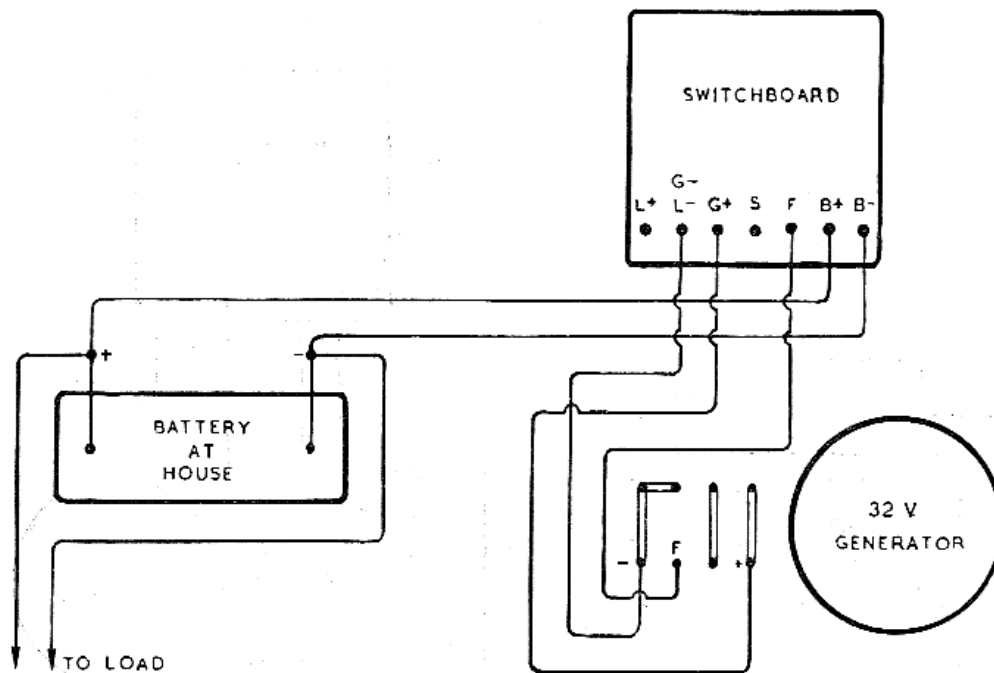 SWITCHBOARD
G-
L+ L- G+ S F B+ B-
+ -
BATTERY
AT
HOUSE
32 V
GENERATOR
- F +
TO LOAD